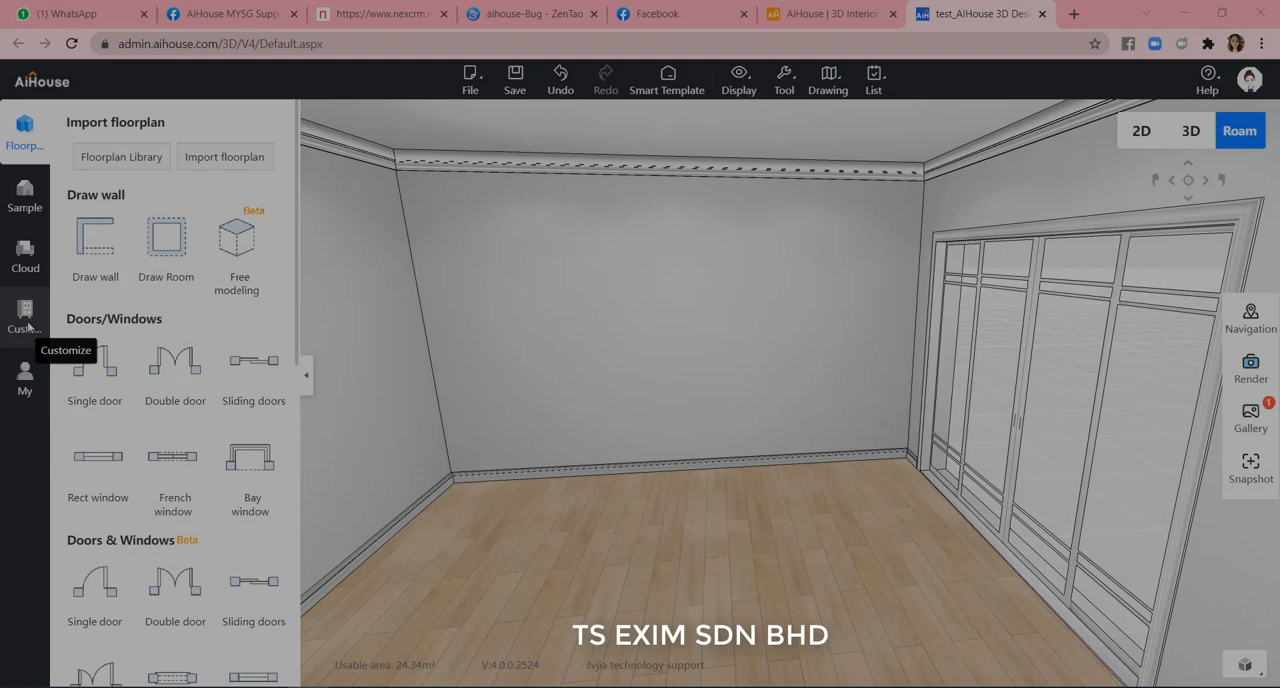 WhatsApp
AiHouse MYSG Supp
https://www.nexcrm.n
aihouse-Bug - ZenTao
Facebook
AiHouse | 3D Interior
test_AIHouse 3D Des
admin.aihouse.com/3D/V4/Default.aspx
AiHouse
File
Save
Undo
Redo
Smart Template
Display
Tool
Drawing
List
Help
Floorp...
Sample
Cloud
Custo...
Customize
My
Import floorplan
Floorplan Library
Import floorplan
Draw wall
Beta
Draw wall
Draw Room
Free modeling
Doors/Windows
Single door
Double door
Sliding doors
Rect window
French window
Bay window
Doors & Windows Beta
Single door
Double door
Sliding doors
2D
3D
Roam
Navigation
Render
1
Gallery
Snapshot
TS EXIM SDN BHD
Usable area: 24.34m²
V:4.0.0.2524
3vjia technology support